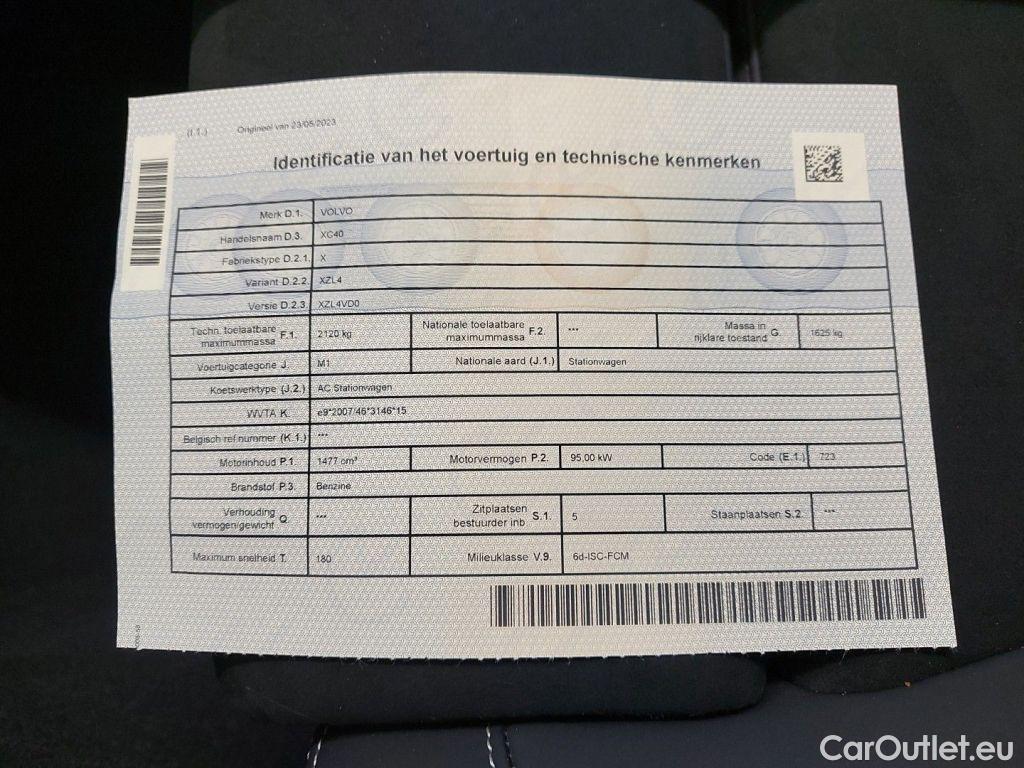 (I.1.) Origineel van 23/05/2023
Identificatie van het voertuig en technische kenmerken
Merk D.1. VOLVO
Handelsnaam D.3. XC40
Fabriekstype D.2.1. X
Variant D.2.2. XZL4
Versie D.2.3. XZL4VD0
Techn. toelaatbare maximummassa F.1. 2120 kg Nationale toelaatbare maximummassa F.2. *** Massa in rijklare toestand G. 1625 kg
Voertuigcategorie J. M1 Nationale aard (J.1.) Stationwagen
Koetswerktype (J.2.) AC Stationwagen
WVTA K. e9*2007/46*3146*15
Belgisch ref.nummer (K.1.) ***
Motorinhoud P.1. 1477 cm³ Motorvermogen P.2. 95,00 kW Code (E.1.) 723
Brandstof P.3. Benzine
Verhouding vermogen/gewicht Q. *** Zitplaatsen bestuurder inb S.1. 5 Staanplaatsen S.2. ***
Maximum snelheid T. 180 Milieuklasse V.9. 6d-ISC-FCM
CarOutlet.eu